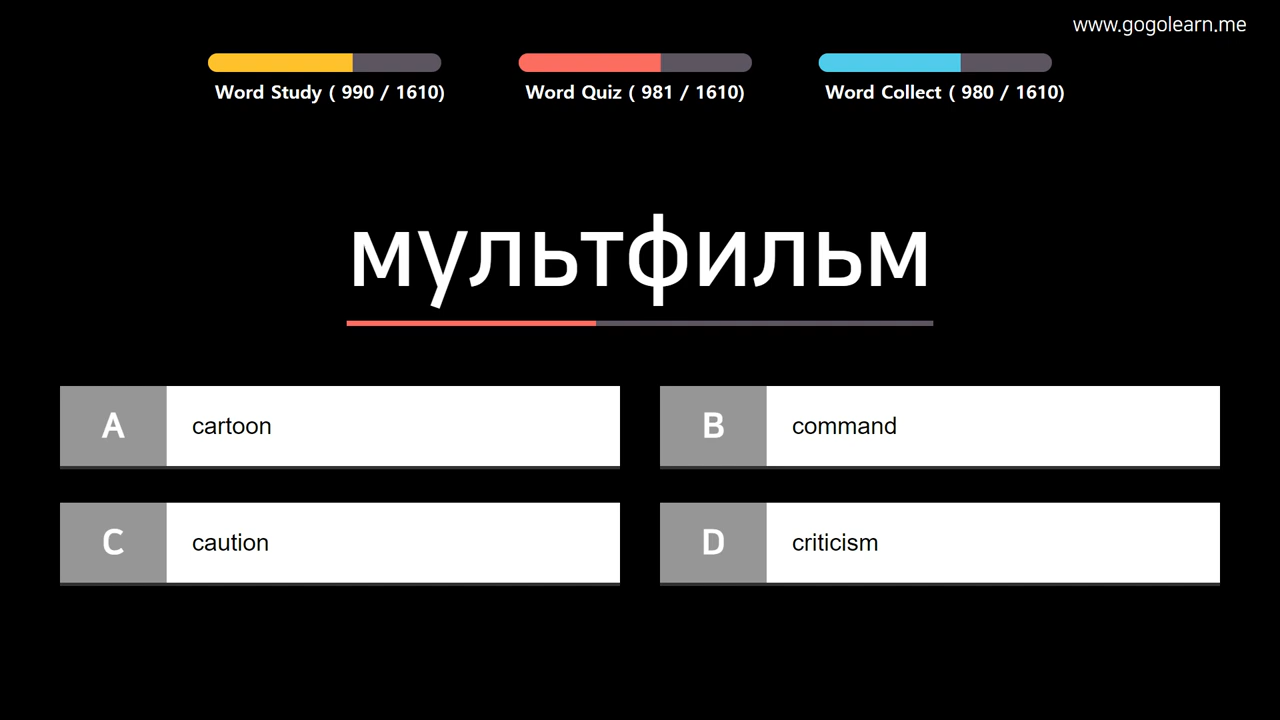 www.gogolearn.me
Word Study ( 990 / 1610)
Word Quiz ( 981 / 1610)
Word Collect ( 980 / 1610)
мультфильм
A cartoon
B command
C caution
D criticism